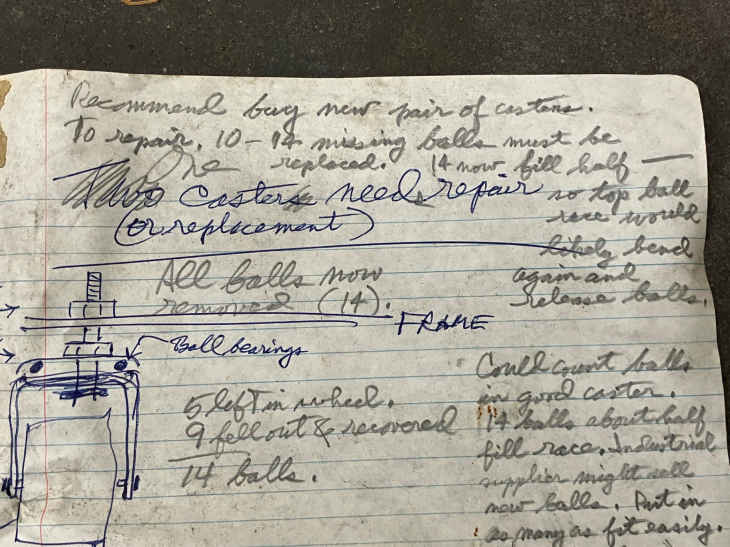 Recommend buy new pair of casters.
To repair, 10-14 missing balls must be
replaced. 14 now fill half —
so top ball
race would
likely bend
again and
release balls.
One
Casters need repair
(or replacement)
All balls now
removed (14).
FRAME
Ball bearings
5 left in wheel.
9 fell out & recovered
14 balls.
Could count balls
in good caster.
14 balls about half
fill race. Industrial
supplier might sell
new balls. Put in
as many as fit easily.